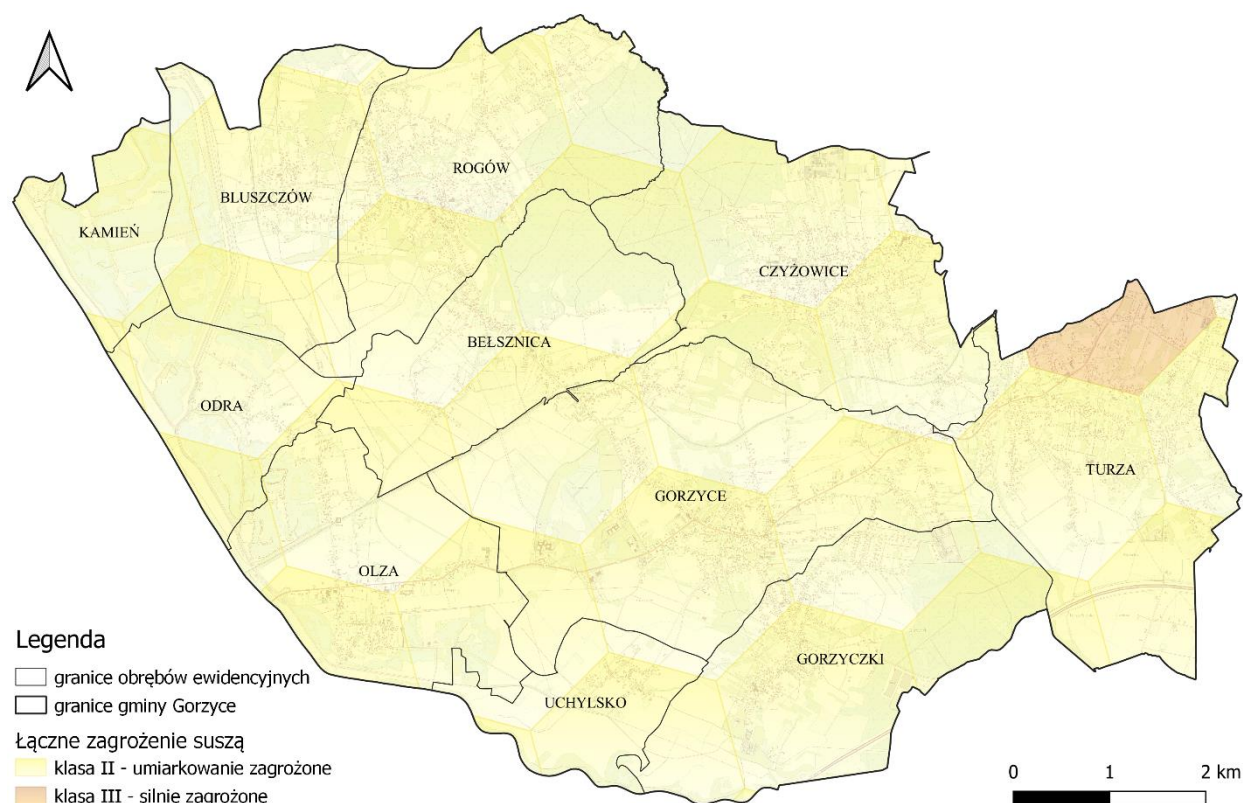 ROGÓW
BLUSZCZÓW
KAMIEŃ
CZYŻOWICE
BEŁSZNICA
ODRA
TURZA
GORZYCE
OLZA
GORZYCZKI
UCHYLSKO
Legenda
granice obrębów ewidencyjnych
granice gminy Gorzyce
Łączne zagrożenie suszą
klasa II - umiarkowanie zagrożone
klasa III - silnie zagrożone
0 1 2 km